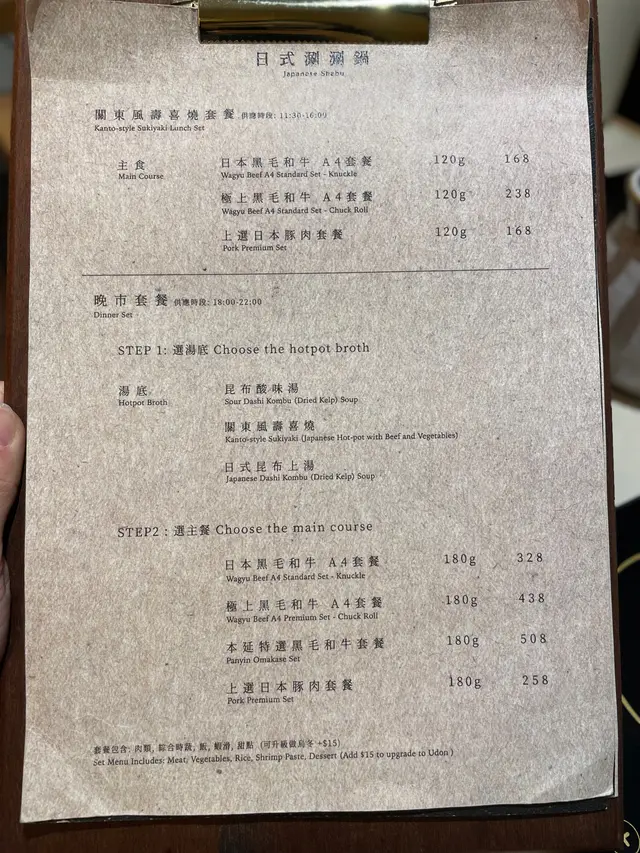 日式涮涮鍋
Japanese Shabu
關東風壽喜燒套餐 供應時段: 11:30-16:00
Kanto-style Sukiyaki Lunch Set
主食 日本黑毛和牛 A4套餐 120g 168
Main Course Wagyu Beef A4 Standard Set - Knuckle
極上黑毛和牛 A4套餐 120g 238
Wagyu Beef A4 Standard Set - Chuck Roll
上選日本豚肉套餐 120g 168
Pork Premium Set
晚市套餐 供應時段: 18:00-22:00
Dinner Set
STEP 1: 選湯底 Choose the hotpot broth
湯底 昆布酸味湯
Hotpot Broth Sour Dashi Kombu (Dried Kelp) Soup
關東風壽喜燒
Kanto-style Sukiyaki (Japanese Hot-pot with Beef and Vegetables)
日式昆布上湯
Japanese Dashi Kombu (Dried Kelp) Soup
STEP2 : 選主餐 Choose the main course
日本黑毛和牛 A4套餐 180g 328
Wagyu Beef A4 Standard Set - Knuckle
極上黑毛和牛 A4套餐 180g 438
Wagyu Beef A4 Premium Set - Chuck Roll
本延特選黑毛和牛套餐 180g 508
Panyin Omakase Set
上選日本豚肉套餐 180g 258
Pork Premium Set
套餐包含: 肉類, 綜合時蔬, 飯, 蝦滑, 甜點 (可升級做烏冬 +$15)
Set Menu Includes: Meat, Vegetables, Rice, Shrimp Paste, Dessert (Add $15 to upgrade to Udon )